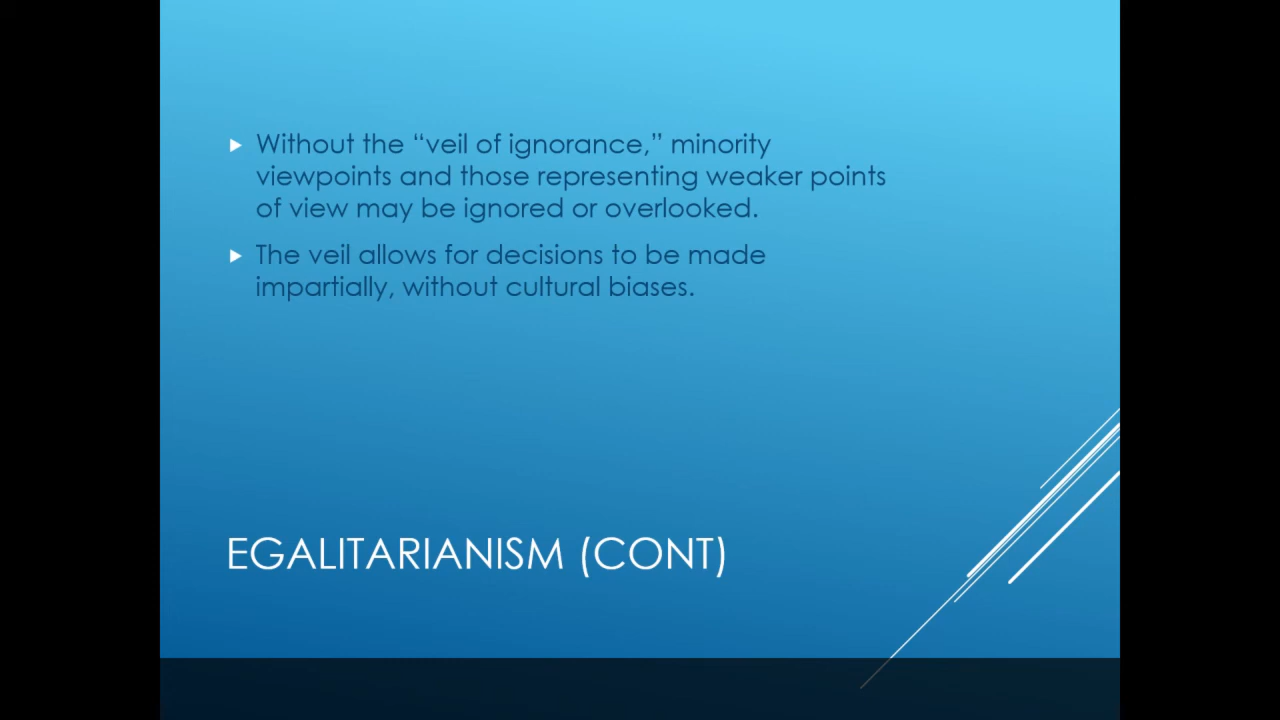 Without the “veil of ignorance,” minority
viewpoints and those representing weaker points
of view may be ignored or overlooked.
The veil allows for decisions to be made
impartially, without cultural biases.
EGALITARIANISM (CONT)